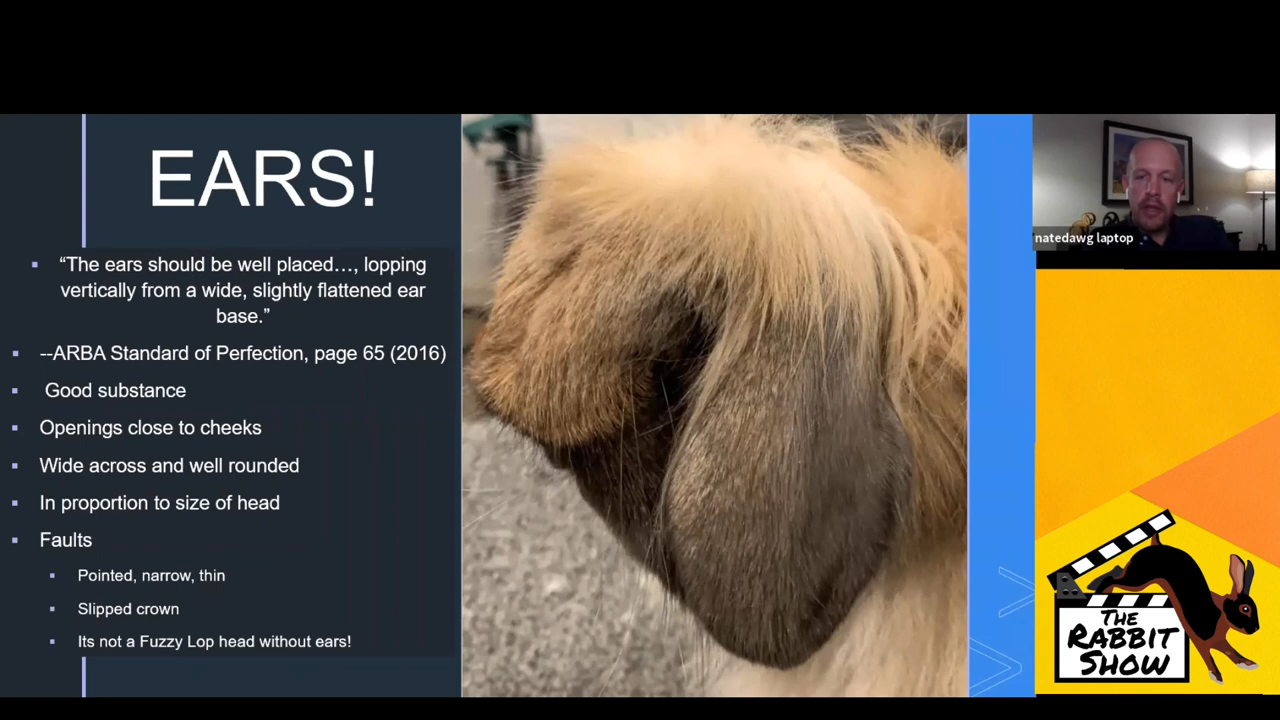 EARS!
“The ears should be well placed…, lopping
vertically from a wide, slightly flattened ear
base.”
--ARBA Standard of Perfection, page 65 (2016)
Good substance
Openings close to cheeks
Wide across and well rounded
In proportion to size of head
Faults
Pointed, narrow, thin
Slipped crown
Its not a Fuzzy Lop head without ears!
natedawg laptop
THE
RABBIT
SHOW